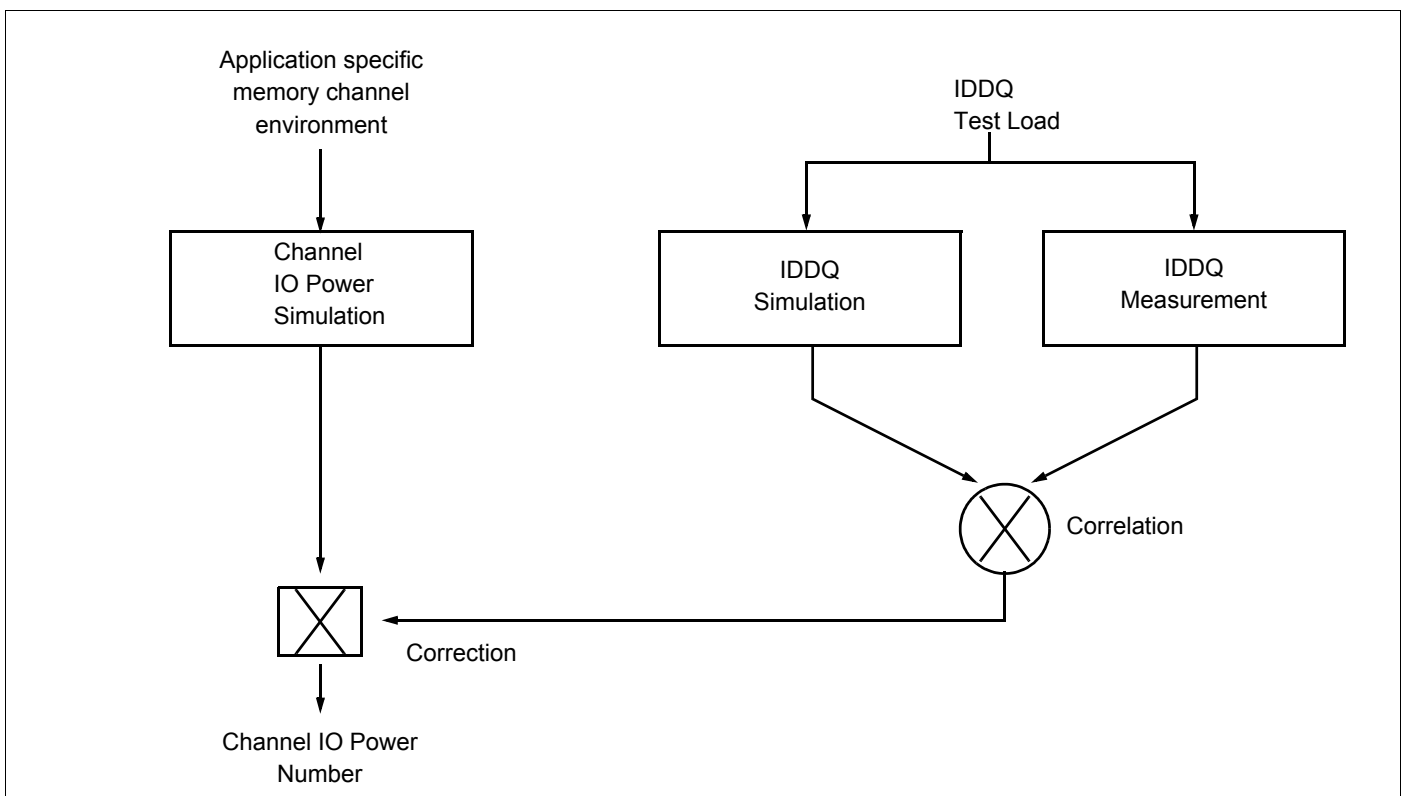 Application specific
memory channel
environment
IDDQ
Test Load
Channel
IO Power
Simulation
IDDQ
Simulation
IDDQ
Measurement
Correlation
Correction
Channel IO Power
Number